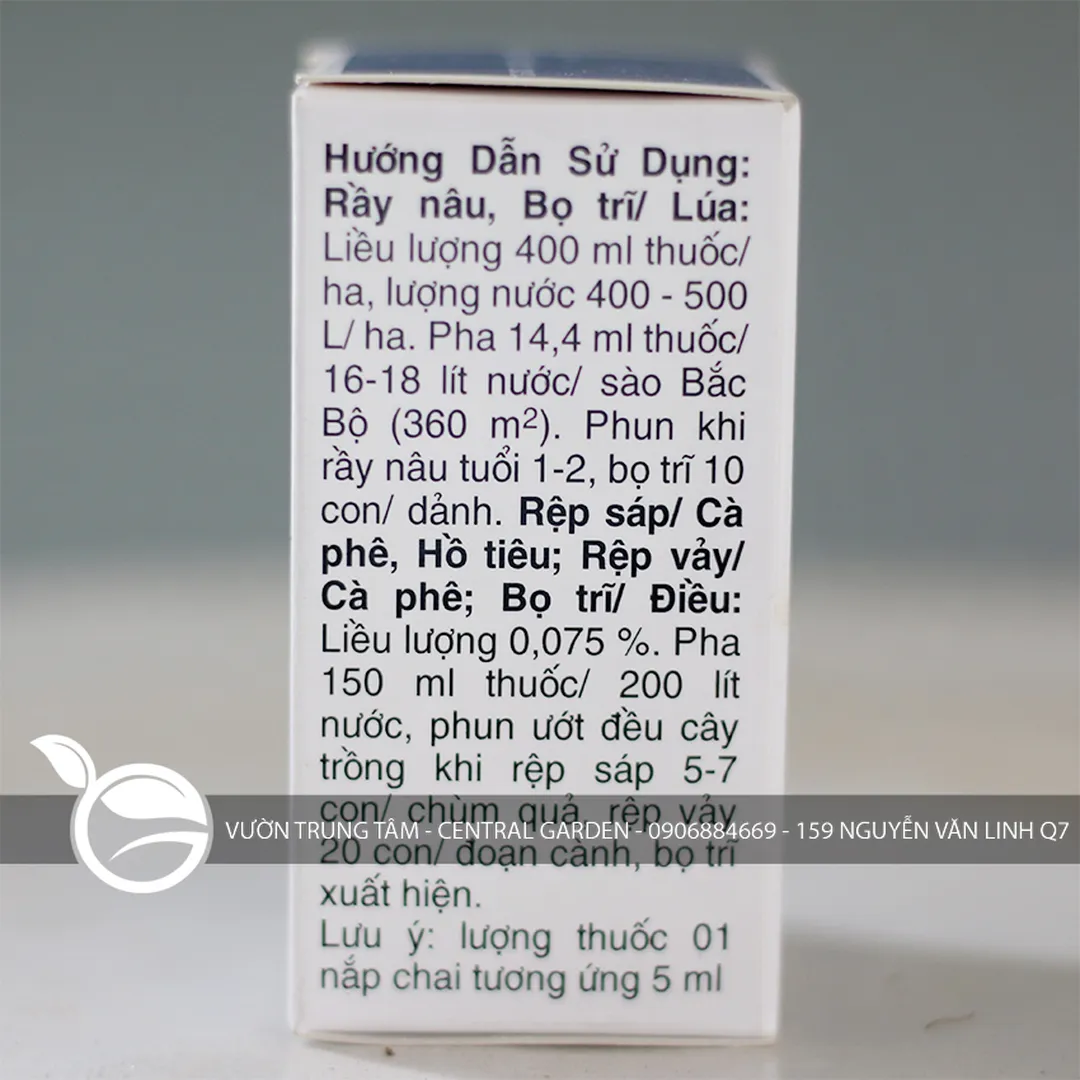 Hướng Dẫn Sử Dụng:
Rầy nâu, Bọ trĩ/ Lúa:
Liều lượng 400 ml thuốc/
ha, lượng nước 400 - 500
L/ ha. Pha 14,4 ml thuốc/
16-18 lít nước/ sào Bắc
Bộ (360 m²). Phun khi
rầy nâu tuổi 1-2, bọ trĩ 10
con/ dảnh. Rệp sáp/ Cà
phê, Hồ tiêu; Rệp vảy/
Cà phê; Bọ trĩ/ Điều:
Liều lượng 0,075 %. Pha
150 ml thuốc/ 200 lít
nước, phun ướt đều cây
trồng khi rệp sáp 5-7
con/ chùm quả, rệp vảy
VƯỜN TRUNG TÂM - CENTRAL GARDEN - 0906884669 - 159 NGUYỄN VĂN LINH Q7
20 con/ đoạn cành, bọ trĩ
xuất hiện.
Lưu ý: lượng thuốc 01
nắp chai tương ứng 5 ml